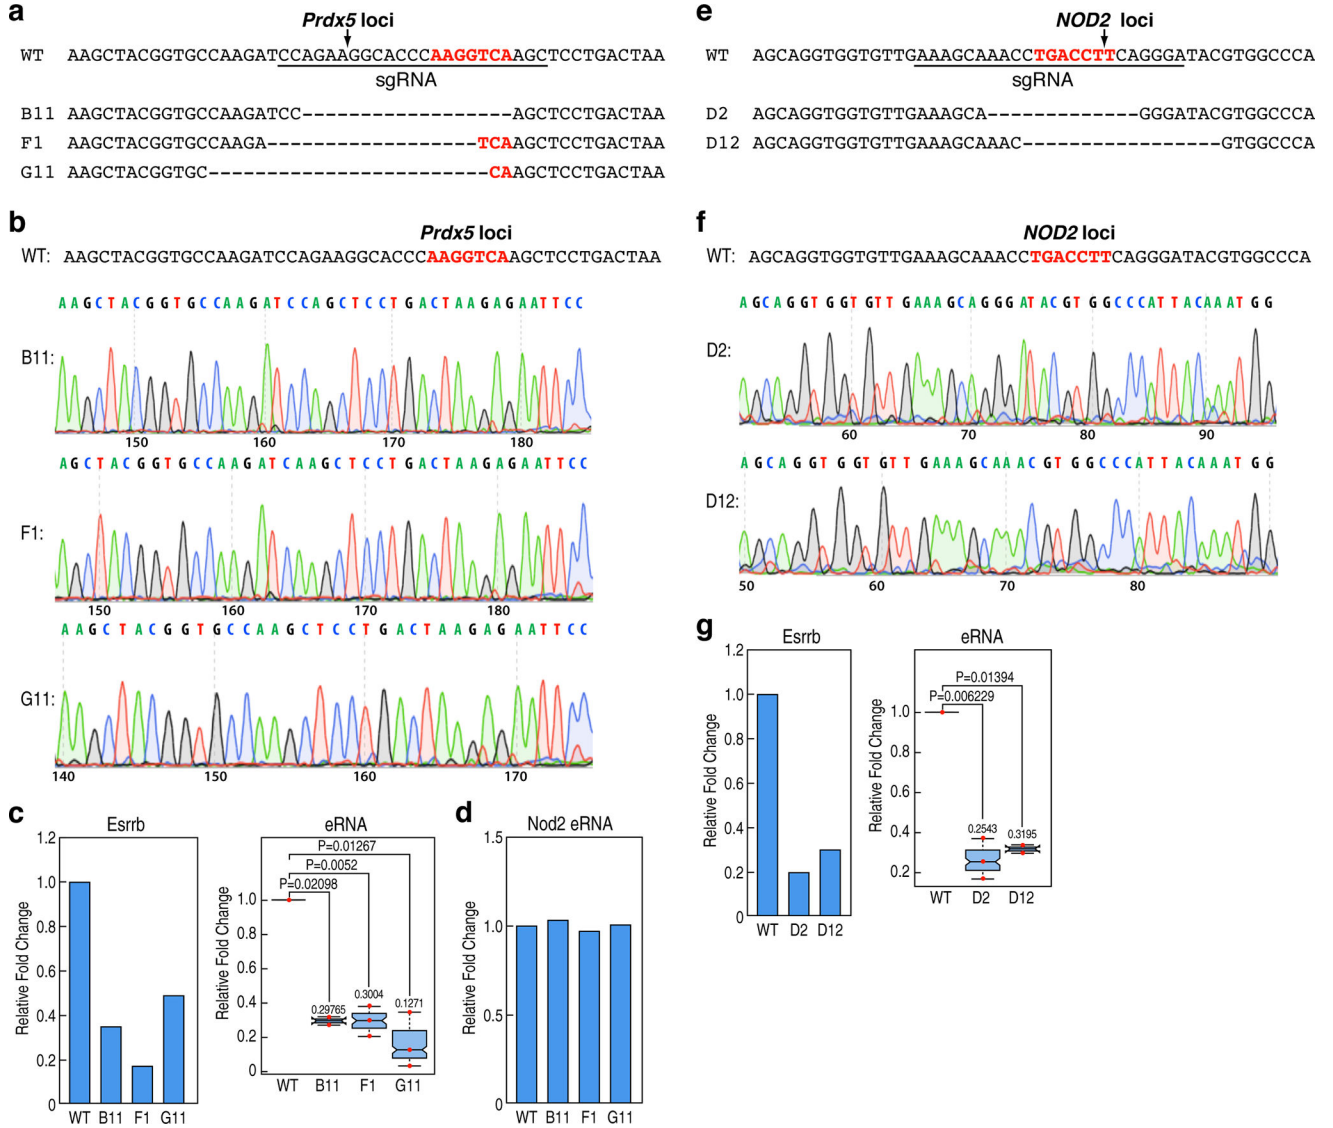 a
Prdx5 loci
WT AAGCTACGGTGCCAAGATCCAGAAGGCACCCAAGGTCAAGCTCCTGACTAA
sgRNA
B11 AAGCTACGGTGCCAAGATCC------------------AGCTCCTGACTAA
F1 AAGCTACGGTGCCAAGA------------------TCAAGCTCCTGACTAA
G11 AAGCTACGGTGC------------------------CAAGCTCCTGACTAA
b
Prdx5 loci
WT: AAGCTACGGTGCCAAGATCCAGAAGGCACCCAAGGTCAAGCTCCTGACTAA
AAGCTACGGTGCCAAGATCCAGCTCCTGACTAAGAGAATTCC
B11:
150 160 170 180
AGCTACGGTGCCAAGATCAAGCTCCTGACTAAGAGAATTCC
F1:
150 160 170 180
AAGCTACGGTGCCAAGCTCCTGACTAAGAGAATTCC
G11:
140 150 160 170
c
Esrrb
Relative Fold Change
1.2
1.0
0.8
0.6
0.4
0.2
0
WT B11 F1 G11
eRNA
Relative Fold Change
P=0.01267
P=0.0052
P=0.02098
1.0
0.8
0.6
0.4
0.2
0
0.29765
0.3004
0.1271
WT B11 F1 G11
d
Nod2 eRNA
Relative Fold Change
1.5
1.0
0.5
0
WT B11 F1 G11
e
NOD2 loci
WT AGCAGGTGGTGTTGAAAGCAAACCTGACCTTCAGGGATACGTGGCCCA
sgRNA
D2 AGCAGGTGGTGTTGAAAGCA-------------GGGATACGTGGCCCA
D12 AGCAGGTGGTGTTGAAAGCAAAC-----------------GTGGCCCA
f
NOD2 loci
WT: AGCAGGTGGTGTTGAAAGCAAACCTGACCTTCAGGGATACGTGGCCCA
AGCAGGTGGTGTTGAAAGCAGGGATACGTGGCCCATTACAAATGG
D2:
60 70 80 90
AGCAGGTGGTGTTGAAAGCAAACGTGGCCCATTACAAATGG
D12:
50 60 70 80
g
Esrrb
Relative Fold Change
1.2
1.0
0.8
0.6
0.4
0.2
0
WT D2 D12
eRNA
Relative Fold Change
P=0.01394
P=0.006229
1.0
0.8
0.6
0.4
0.2
0.2543
0.3195
WT D2 D12